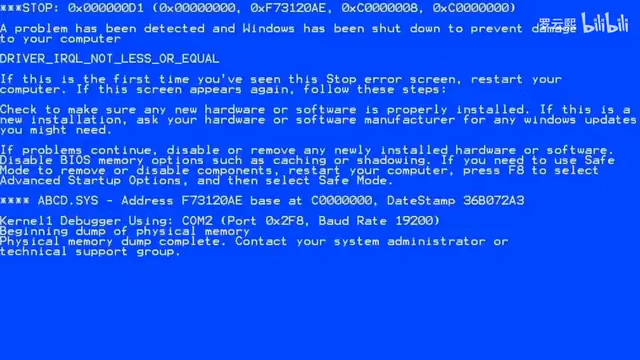 ***STOP: 0x000000D1 (0x00000000, 0xF73120AE, 0xC0000008, 0xC0000000)
罗云熙 bilibili
A problem has been detected and Windows has been shut down to prevent damage
to your computer
DRIVER_IRQL_NOT_LESS_OR_EQUAL
If this is the first time you've seen this Stop error screen, restart your
computer. If this screen appears again, follow these steps:
Check to make sure any new hardware or software is properly installed. If this is a
new installation, ask your hardware or software manufacturer for any windows updates
you might need.
If problems continue, disable or remove any newly installed hardware or software.
Disable BIOS memory options such as caching or shadowing. If you need to use Safe
Mode to remove or disable components, restart your computer, press F8 to select
Advanced Startup Options, and then select Safe Mode.
**** ABCD.SYS - Address F73120AE base at C0000000, DateStamp 36B072A3
Kernel1 Debugger Using: COM2 (Port 0x2F8, Baud Rate 19200)
Beginning dump of physical memory
Physical memory dump complete. Contact your system administrator or
technical support group.